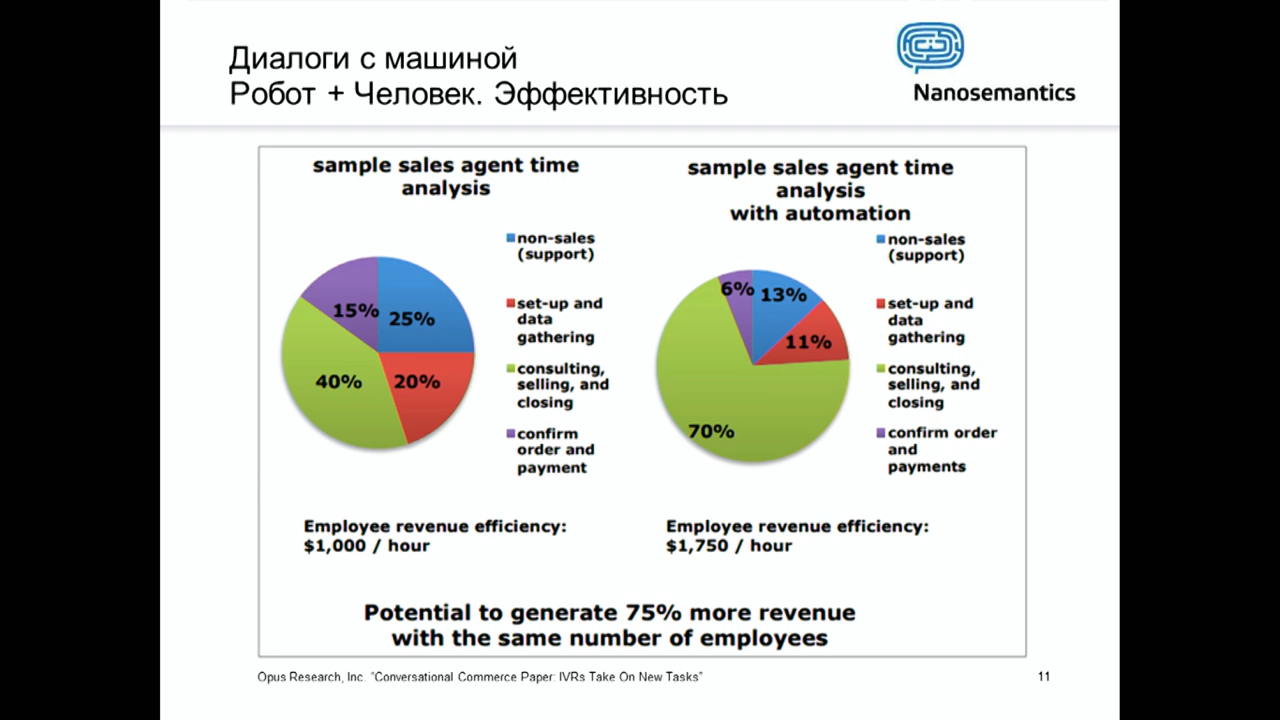 Диалоги с машиной
Робот + Человек. Эффективность
Nanosemantics
sample sales agent time
analysis
non-sales
(support)
set-up and
data
gathering
consulting,
selling, and
closing
confirm
order and
payment
15%
25%
40%
20%
Employee revenue efficiency:
$1,000 / hour
sample sales agent time
analysis
with automation
non-sales
(support)
set-up and
data
gathering
consulting,
selling, and
closing
confirm order
and
payments
6%
13%
11%
70%
Employee revenue efficiency:
$1,750 / hour
Potential to generate 75% more revenue
with the same number of employees
Opus Research, Inc. "Conversational Commerce Paper: IVRs Take On New Tasks"
11